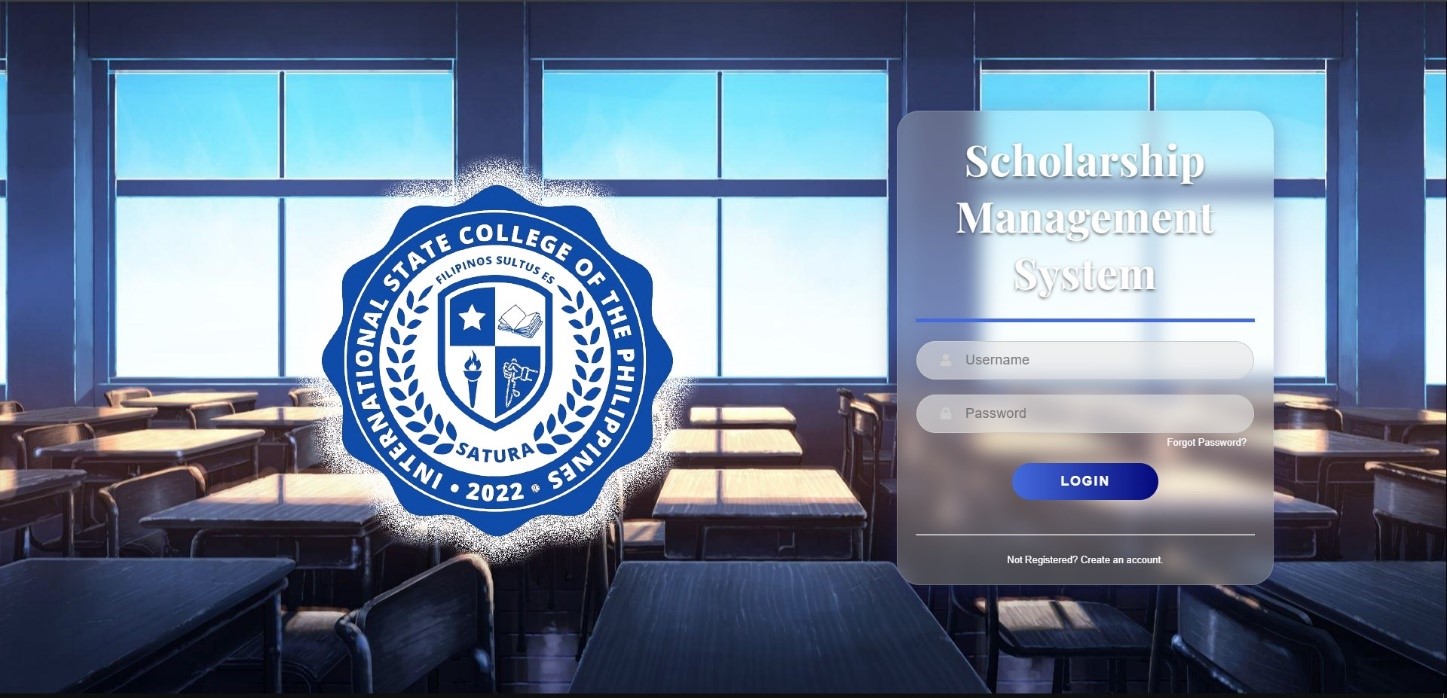 INTERNATIONAL STATE COLLEGE OF THE PHILIPPINES
FILIPINOS SULTUS ES
SATURA
• 2022
Scholarship
Management
System
Username
Password
Forgot Password?
LOGIN
Not Registered? Create an account.